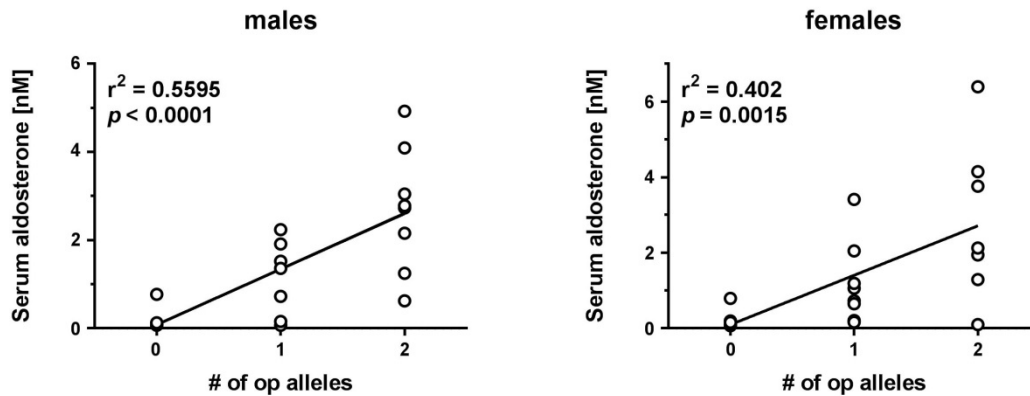 males
r² = 0.5595
p < 0.0001
Serum aldosterone [nM]
6
4
2
0
0 1 2
# of op alleles
females
r² = 0.402
p = 0.0015
Serum aldosterone [nM]
6
4
2
0
0 1 2
# of op alleles